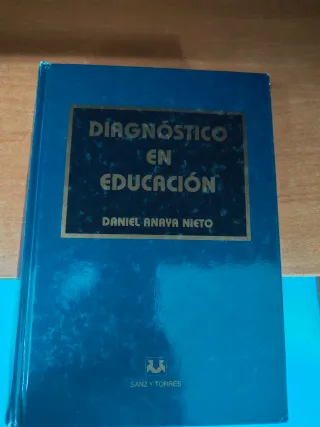 DIAGNÓSTICO
EN
EDUCACIÓN
DANIEL ANAYA NIETO
SANZ Y TORRES